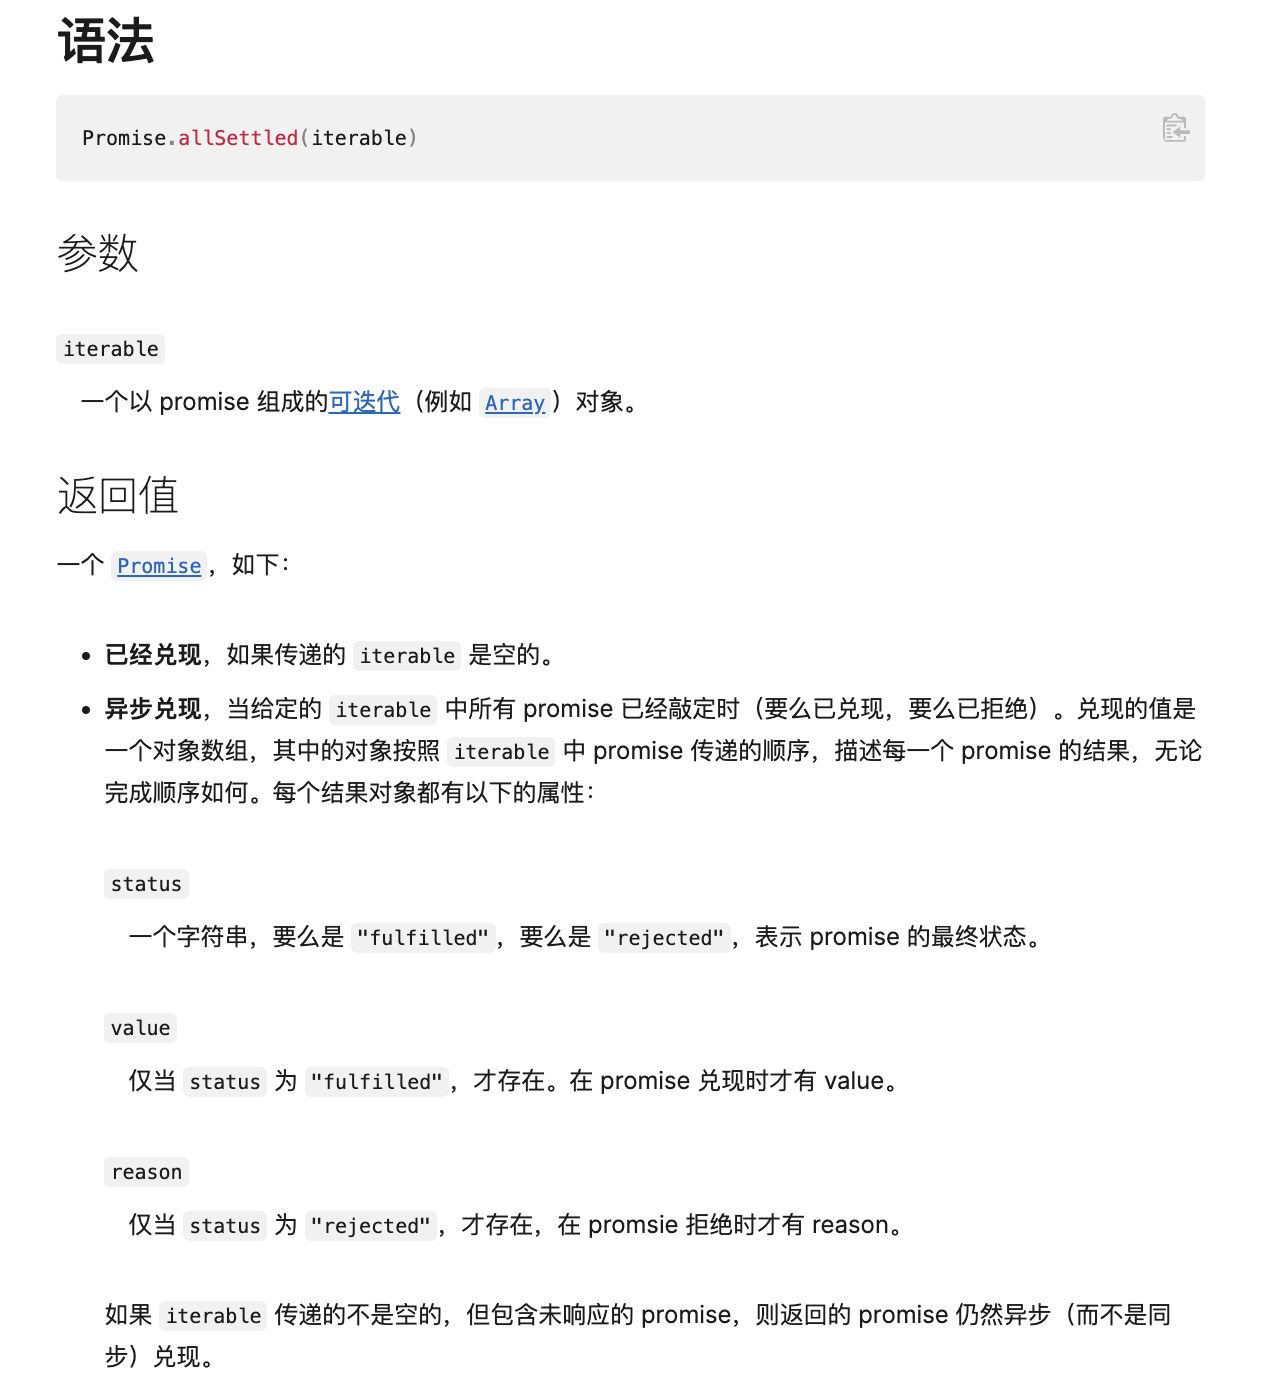 语法
Promise.allSettled(iterable)
参数
iterable
一个以 promise 组成的可迭代（例如 Array）对象。
返回值
一个 Promise，如下：
已经兑现，如果传递的 iterable 是空的。
异步兑现，当给定的 iterable 中所有 promise 已经敲定时（要么已兑现，要么已拒绝）。兑现的值是
一个对象数组，其中的对象按照 iterable 中 promise 传递的顺序，描述每一个 promise 的结果，无论
完成顺序如何。每个结果对象都有以下的属性：
status
一个字符串，要么是 "fulfilled"，要么是 "rejected"，表示 promise 的最终状态。
value
仅当 status 为 "fulfilled"，才存在。在 promise 兑现时才有 value。
reason
仅当 status 为 "rejected"，才存在，在 promsie 拒绝时才有 reason。
如果 iterable 传递的不是空的，但包含未响应的 promise，则返回的 promise 仍然异步（而不是同
步）兑现。